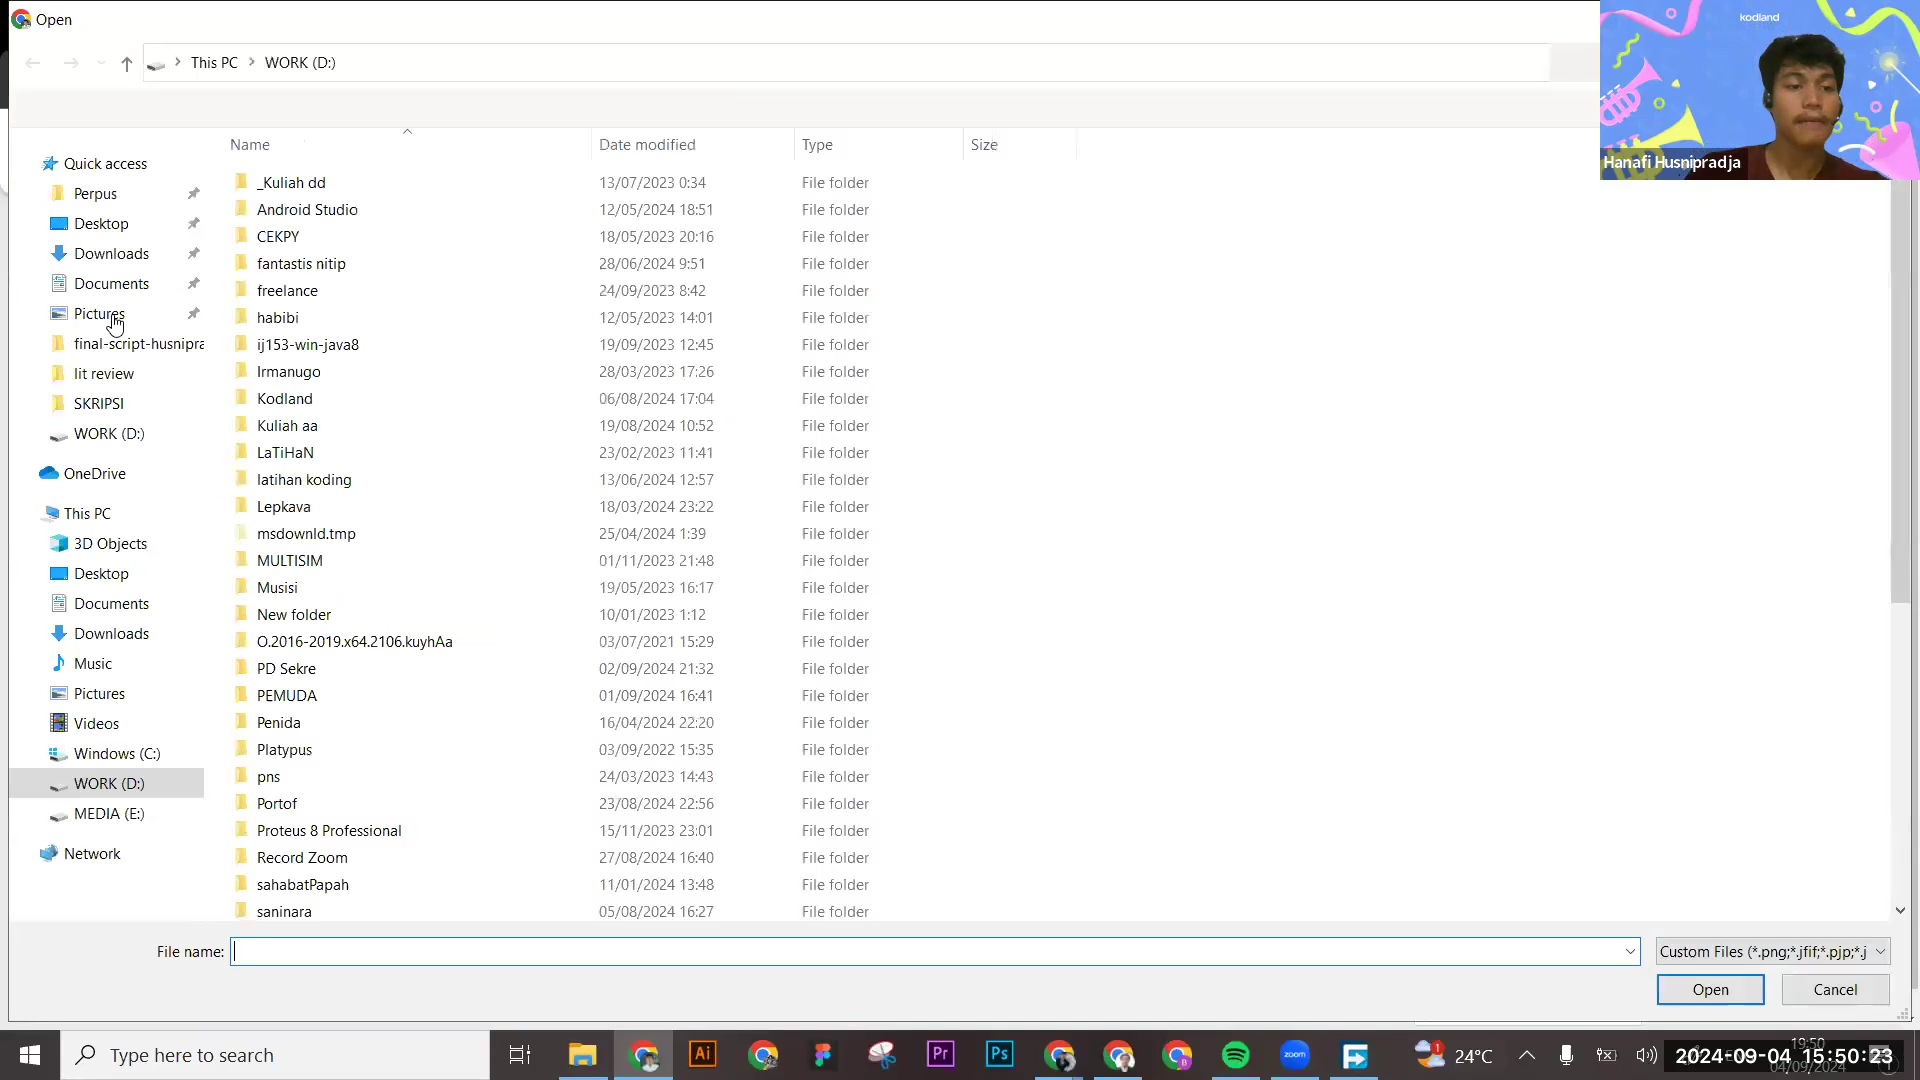 Open
kodland
Hanafi Husnipradja
This PC > WORK (D:)
Name Date modified Type Size
Quick access
Perpus
Desktop
Downloads
Documents
Pictures
final-script-husnipra
lit review
SKRIPSI
WORK (D:)
OneDrive
This PC
3D Objects
Desktop
Documents
Downloads
Music
Pictures
Videos
Windows (C:)
WORK (D:)
MEDIA (E:)
Network
_Kuliah dd 13/07/2023 0:34 File folder
Android Studio 12/05/2024 18:51 File folder
CEKPY 18/05/2023 20:16 File folder
fantastis nitip 28/06/2024 9:51 File folder
freelance 24/09/2023 8:42 File folder
habibi 12/05/2023 14:01 File folder
ij153-win-java8 19/09/2023 12:45 File folder
Irmanugo 28/03/2023 17:26 File folder
Kodland 06/08/2024 17:04 File folder
Kuliah aa 19/08/2024 10:52 File folder
LaTiHaN 23/02/2023 11:41 File folder
latihan koding 13/06/2024 12:57 File folder
Lepkava 18/03/2024 23:22 File folder
msdownld.tmp 25/04/2024 1:39 File folder
MULTISIM 01/11/2023 21:48 File folder
Musisi 19/05/2023 16:17 File folder
New folder 10/01/2023 1:12 File folder
O.2016-2019.x64.2106.kuyhAa 03/07/2021 15:29 File folder
PD Sekre 02/09/2024 21:32 File folder
PEMUDA 01/09/2024 16:41 File folder
Penida 16/04/2024 22:20 File folder
Platypus 03/09/2022 15:35 File folder
pns 24/03/2023 14:43 File folder
Portof 23/08/2024 22:56 File folder
Proteus 8 Professional 15/11/2023 23:01 File folder
Record Zoom 27/08/2024 16:40 File folder
sahabatPapah 11/01/2024 13:48 File folder
saninara 05/08/2024 16:27 File folder
File name:
Custom Files (*.png;*.jfif;*.pjp;*.j
Open Cancel
Type here to search
Ai
Pr
Ps
zoom
1
24°C
19:50
2024-09-04 15:50:23
04/09/2024